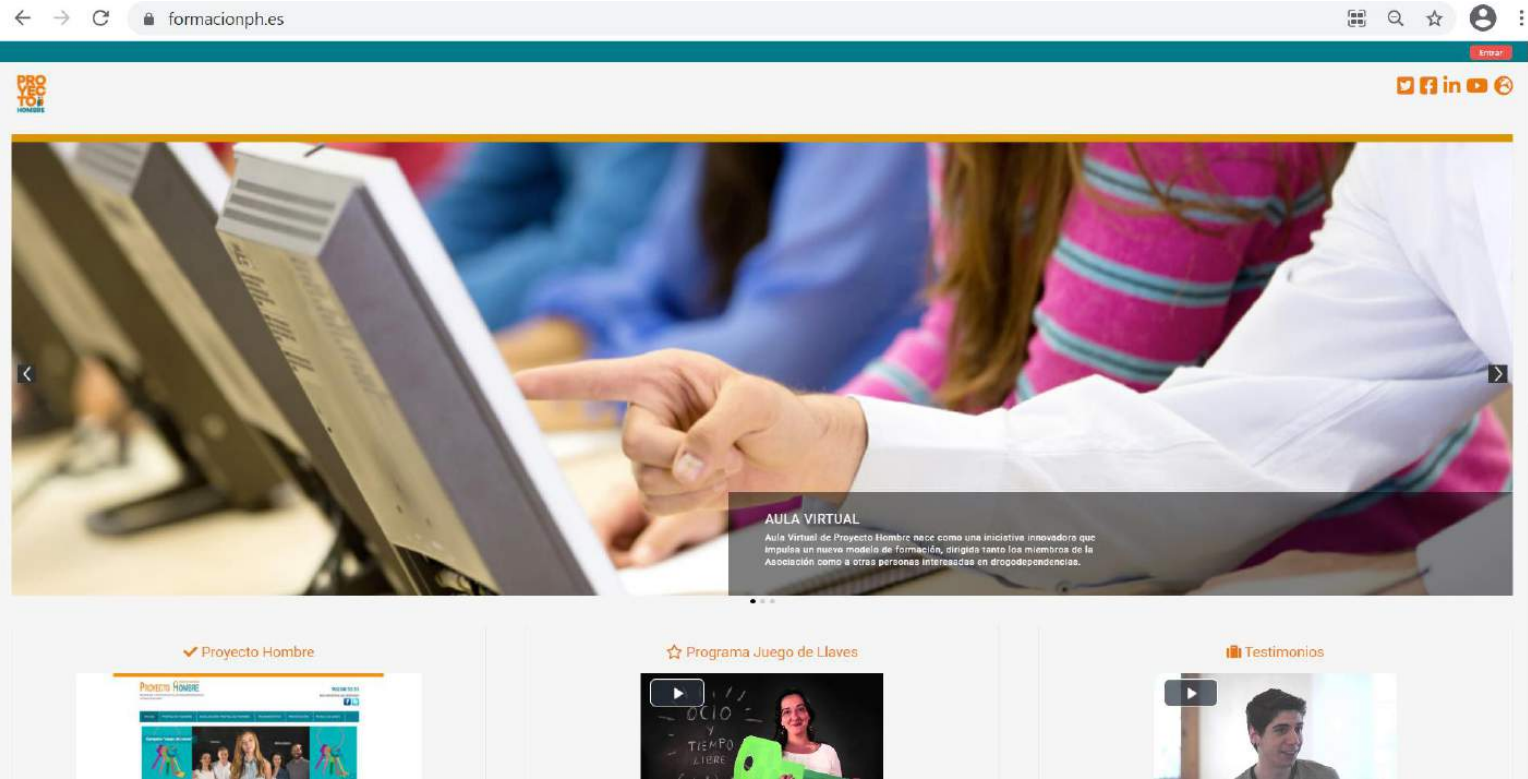 formacionph.es
Entrar
PRO
YEC
TO
HOMBRE
AULA VIRTUAL
Aula Virtual de Proyecto Hombre nace como una iniciativa innovadora que
impulsa un nuevo modelo de formación, dirigida tanto los miembros de la
Asociación como a otras personas interesadas en drogodependencias.
Proyecto Hombre
Programa Juego de Llaves
Testimonios
PROYECTO HOMBRE
OCIO
Y
TIEMPO
LIBRE